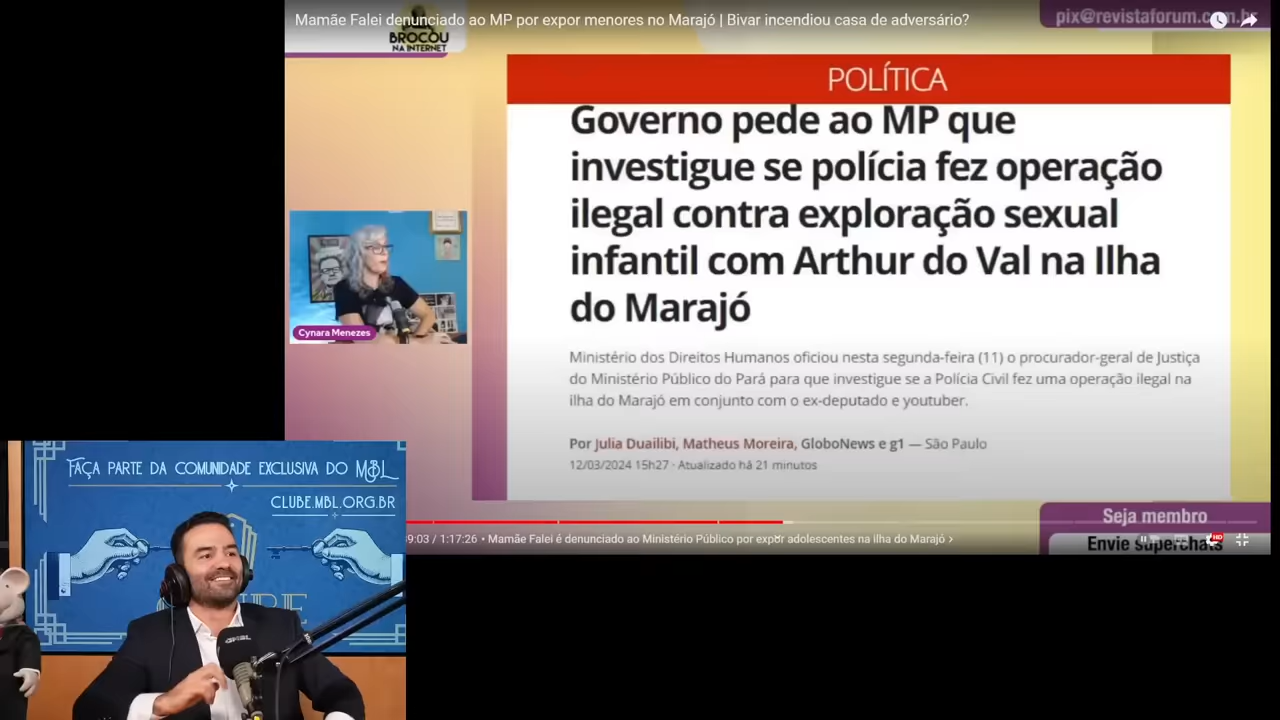 Mamãe Falei denunciado ao MP por expor menores no Marajó | Bivar incendiou casa de adversário?
pix@revistaforum.com.br
BROCOU
NA INTERNET
POLÍTICA
Governo pede ao MP que
investigue se polícia fez operação
ilegal contra exploração sexual
infantil com Arthur do Val na Ilha
do Marajó
Ministério dos Direitos Humanos oficiou nesta segunda-feira (11) o procurador-geral de Justiça
do Ministério Público do Pará para que investigue se a Polícia Civil fez uma operação ilegal na
ilha do Marajó em conjunto com o ex-deputado e youtuber.
Por Julia Duailibi, Matheus Moreira, GloboNews e g1 — São Paulo
12/03/2024 15h27 · Atualizado há 21 minutos
Cynara Menezes
FAÇA PARTE DA COMUNIDADE EXCLUSIVA DO MBL
CLUBE.MBL.ORG.BR
GMBL
9:03 / 1:17:26 • Mamãe Falei é denunciado ao Ministério Público por expor adolescentes na ilha do Marajó ›
Seja membro
Envie superchats
HD